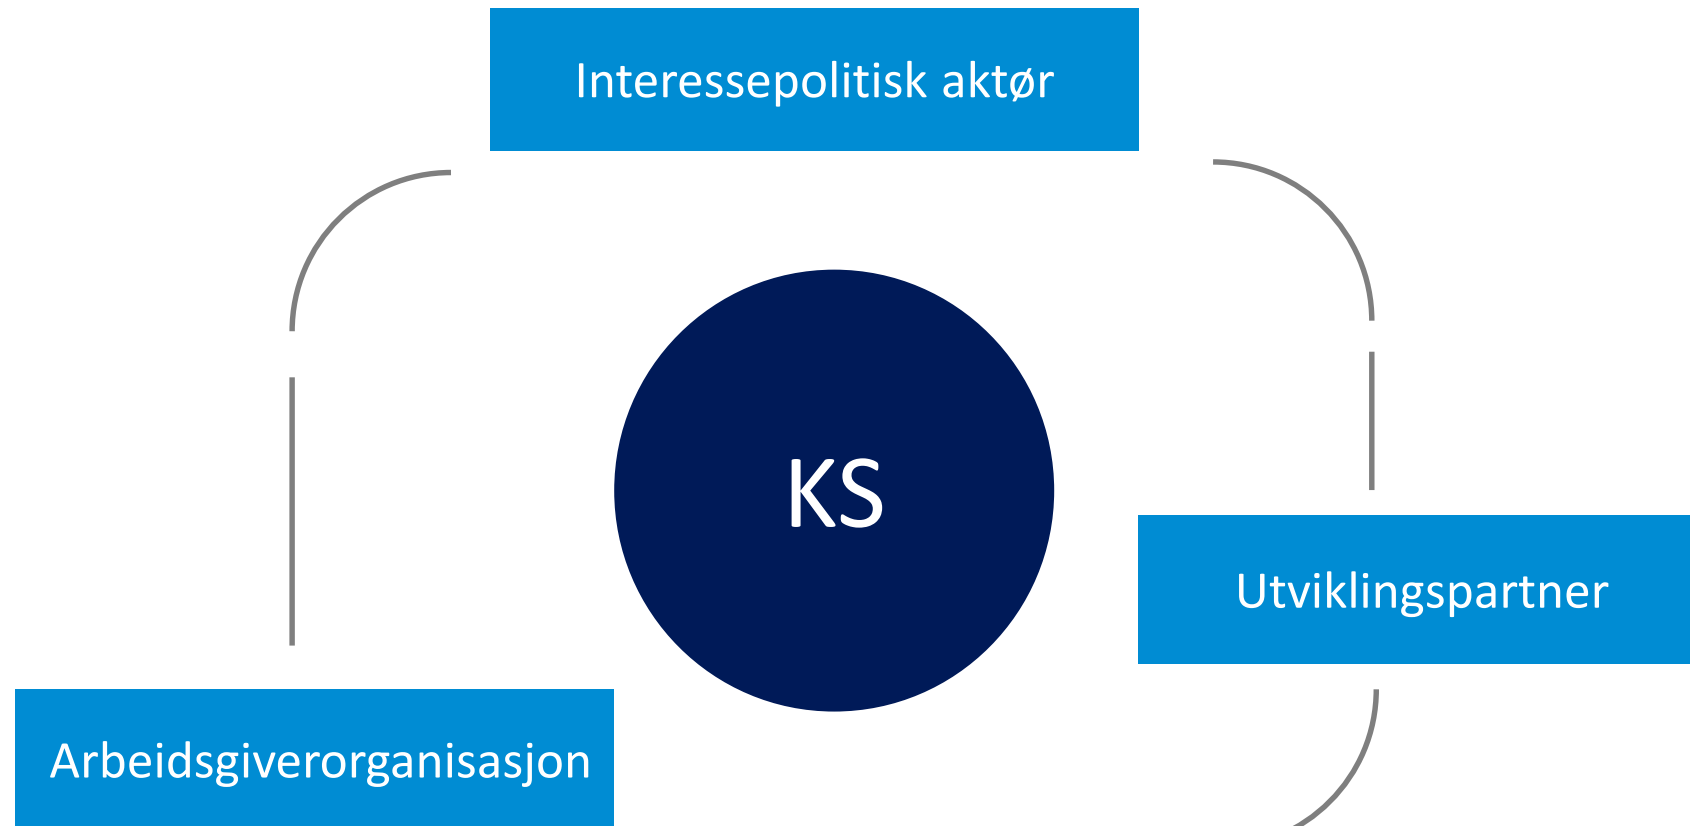 Interessepolitisk aktør
KS
Utviklingspartner
Arbeidsgiverorganisasjon